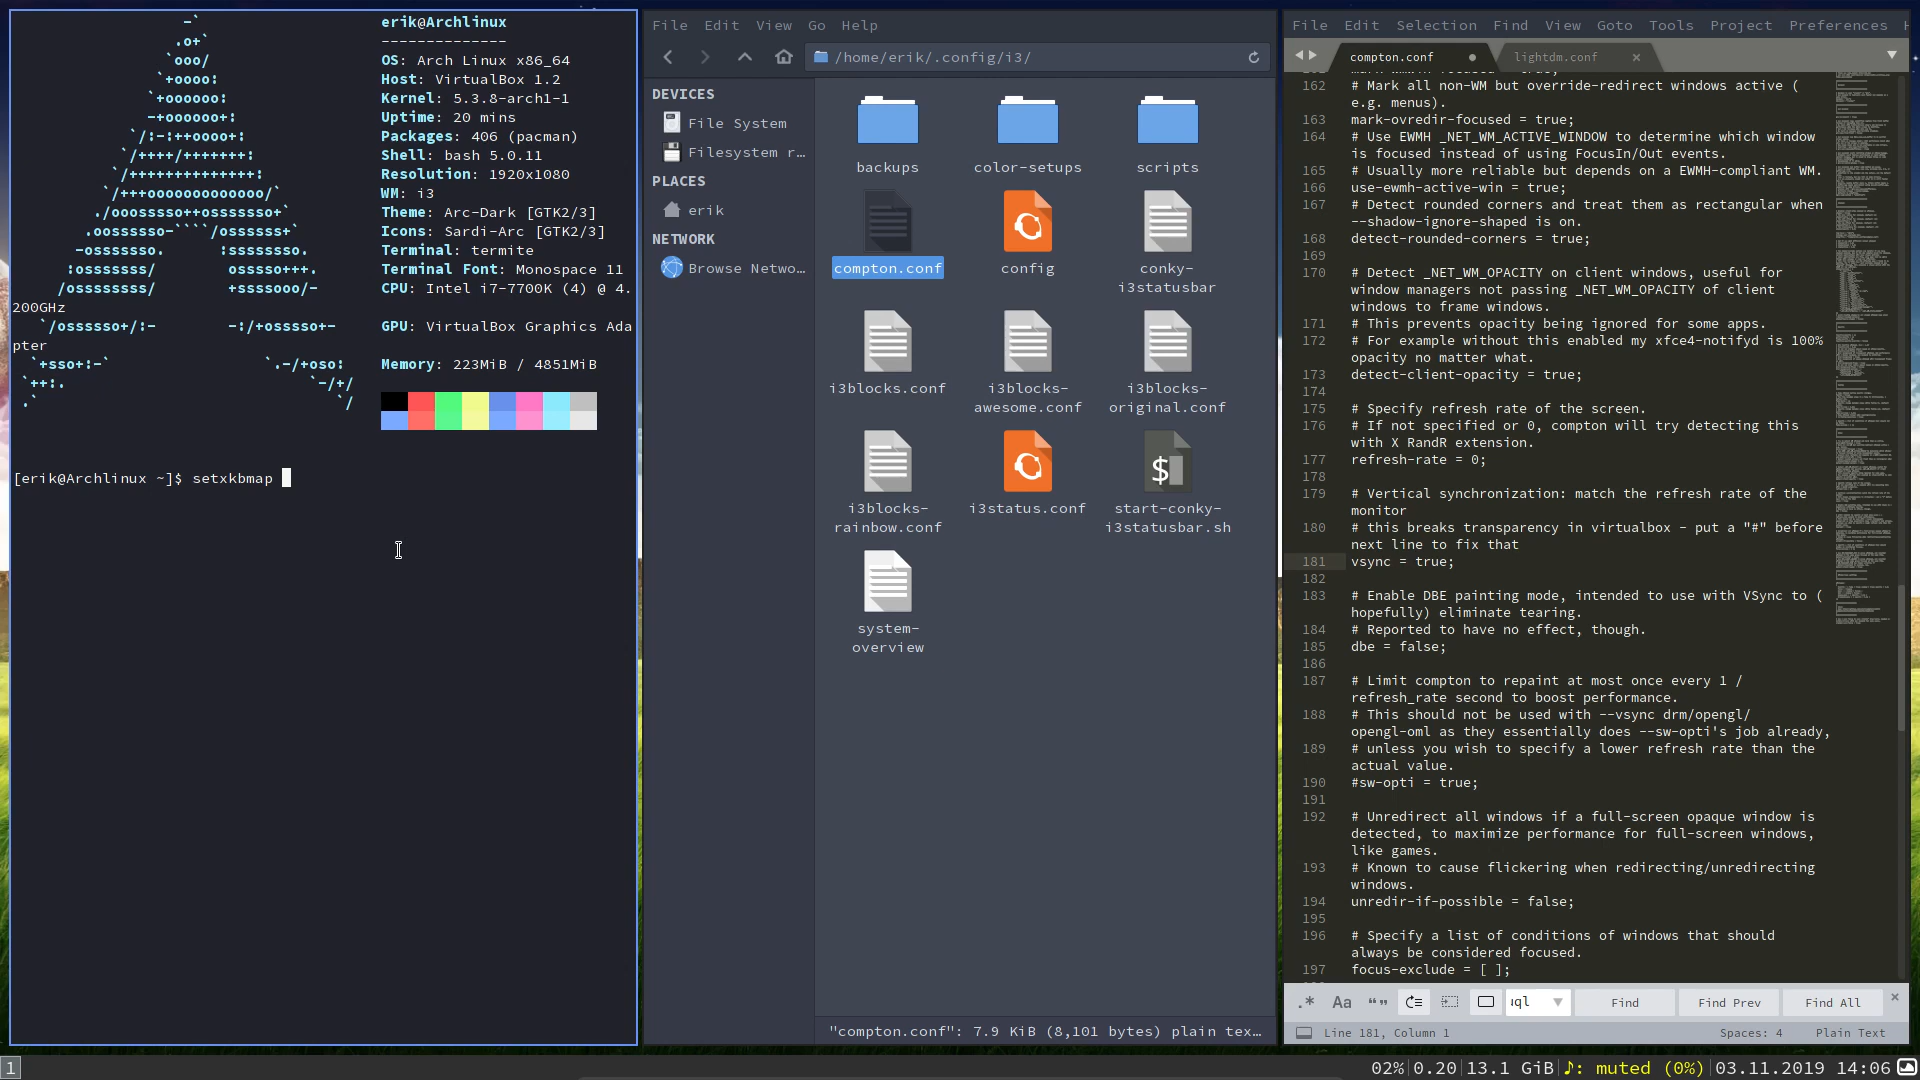 erik@Archlinux
--------------
OS: Arch Linux x86_64
Host: VirtualBox 1.2
Kernel: 5.3.8-arch1-1
Uptime: 20 mins
Packages: 406 (pacman)
Shell: bash 5.0.11
Resolution: 1920x1080
WM: i3
Theme: Arc-Dark [GTK2/3]
Icons: Sardi-Arc [GTK2/3]
Terminal: termite
Terminal Font: Monospace 11
CPU: Intel i7-7700K (4) @ 4.
200GHz
GPU: VirtualBox Graphics Ada
pter
Memory: 223MiB / 4851MiB
[erik@Archlinux ~]$ setxkbmap
File Edit View Go Help
/home/erik/.config/i3/
DEVICES
File System
Filesystem r...
PLACES
erik
NETWORK
Browse Netwo...
backups
color-setups
scripts
compton.conf
config
conky-
i3statusbar
i3blocks.conf
i3blocks-
awesome.conf
i3blocks-
original.conf
i3blocks-
rainbow.conf
i3status.conf
start-conky-
i3statusbar.sh
system-
overview
"compton.conf": 7.9 KiB (8,101 bytes) plain tex...
File Edit Selection Find View Goto Tools Project Preferences
compton.conf
lightdm.conf
162 # Mark all non-WM but override-redirect windows active (
e.g. menus).
163 mark-ovredir-focused = true;
164 # Use EWMH _NET_WM_ACTIVE_WINDOW to determine which window
is focused instead of using FocusIn/Out events.
165 # Usually more reliable but depends on a EWMH-compliant WM.
166 use-ewmh-active-win = true;
167 # Detect rounded corners and treat them as rectangular when
--shadow-ignore-shaped is on.
168 detect-rounded-corners = true;
169
170 # Detect _NET_WM_OPACITY on client windows, useful for
window managers not passing _NET_WM_OPACITY of client
windows to frame windows.
171 # This prevents opacity being ignored for some apps.
172 # For example without this enabled my xfce4-notifyd is 100%
opacity no matter what.
173 detect-client-opacity = true;
174
175 # Specify refresh rate of the screen.
176 # If not specified or 0, compton will try detecting this
with X RandR extension.
177 refresh-rate = 0;
178
179 # Vertical synchronization: match the refresh rate of the
monitor
180 # this breaks transparency in virtualbox - put a "#" before
next line to fix that
181 vsync = true;
182
183 # Enable DBE painting mode, intended to use with VSync to (
hopefully) eliminate tearing.
184 # Reported to have no effect, though.
185 dbe = false;
186
187 # Limit compton to repaint at most once every 1 /
refresh_rate second to boost performance.
188 # This should not be used with --vsync drm/opengl/
opengl-oml as they essentially does --sw-opti's job already,
189 # unless you wish to specify a lower refresh rate than the
actual value.
190 #sw-opti = true;
191
192 # Unredirect all windows if a full-screen opaque window is
detected, to maximize performance for full-screen windows,
like games.
193 # Known to cause flickering when redirecting/unredirecting
windows.
194 unredir-if-possible = false;
195
196 # Specify a list of conditions of windows that should
always be considered focused.
197 focus-exclude = [ ];
.* Aa “” Find Find Prev Find All
Line 181, Column 1
Spaces: 4 Plain Text
1
02%|0.20|13.1 GiB|♪: muted (0%)|03.11.2019 14:06